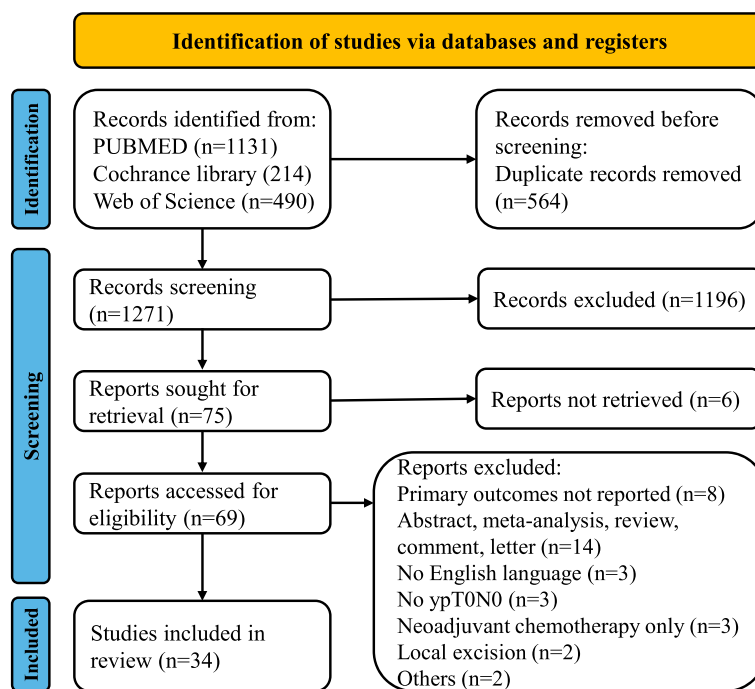 Identification of studies via databases and registers
Identification
Records identified from:
PUBMED (n=1131)
Cochrance library (214)
Web of Science (n=490)
Records removed before
screening:
Duplicate records removed
(n=564)
Screening
Records screening
(n=1271)
Records excluded (n=1196)
Reports sought for
retrieval (n=75)
Reports not retrieved (n=6)
Reports accessed for
eligibility (n=69)
Reports excluded:
Primary outcomes not reported (n=8)
Abstract, meta-analysis, review,
comment, letter (n=14)
No English language (n=3)
No ypT0N0 (n=3)
Neoadjuvant chemotherapy only (n=3)
Local excision (n=2)
Others (n=2)
Included
Studies included in
review (n=34)